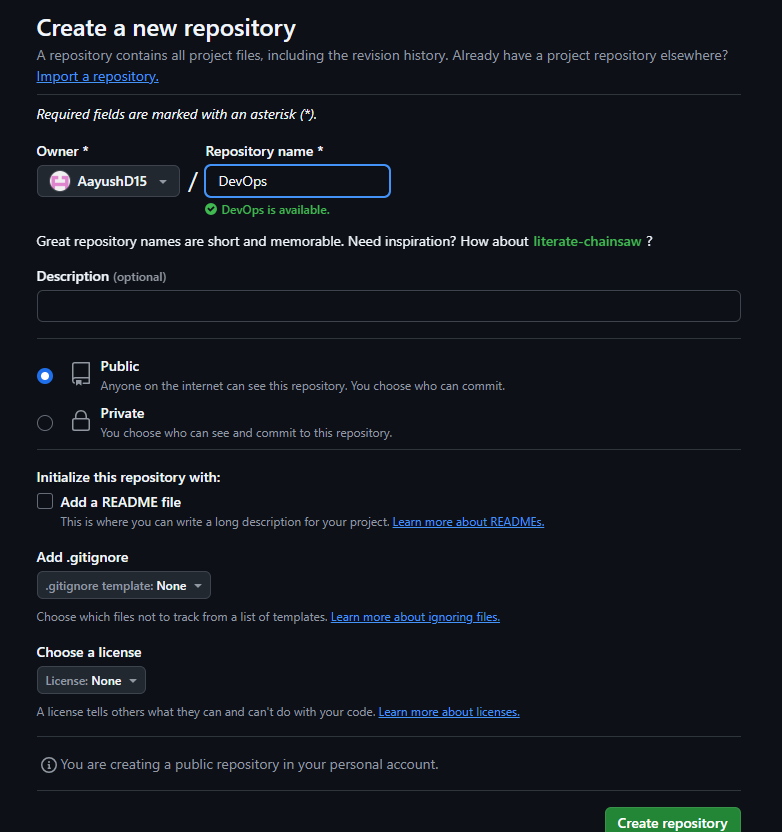 Create a new repository
A repository contains all project files, including the revision history. Already have a project repository elsewhere?
Import a repository.
Required fields are marked with an asterisk (*).
Owner * Repository name *
AayushD15 / DevOps
DevOps is available.
Great repository names are short and memorable. Need inspiration? How about literate-chainsaw ?
Description (optional)
Public
Anyone on the internet can see this repository. You choose who can commit.
Private
You choose who can see and commit to this repository.
Initialize this repository with:
Add a README file
This is where you can write a long description for your project. Learn more about READMEs.
Add .gitignore
.gitignore template: None
Choose which files not to track from a list of templates. Learn more about ignoring files.
Choose a license
License: None
A license tells others what they can and can't do with your code. Learn more about licenses.
You are creating a public repository in your personal account.
Create repository